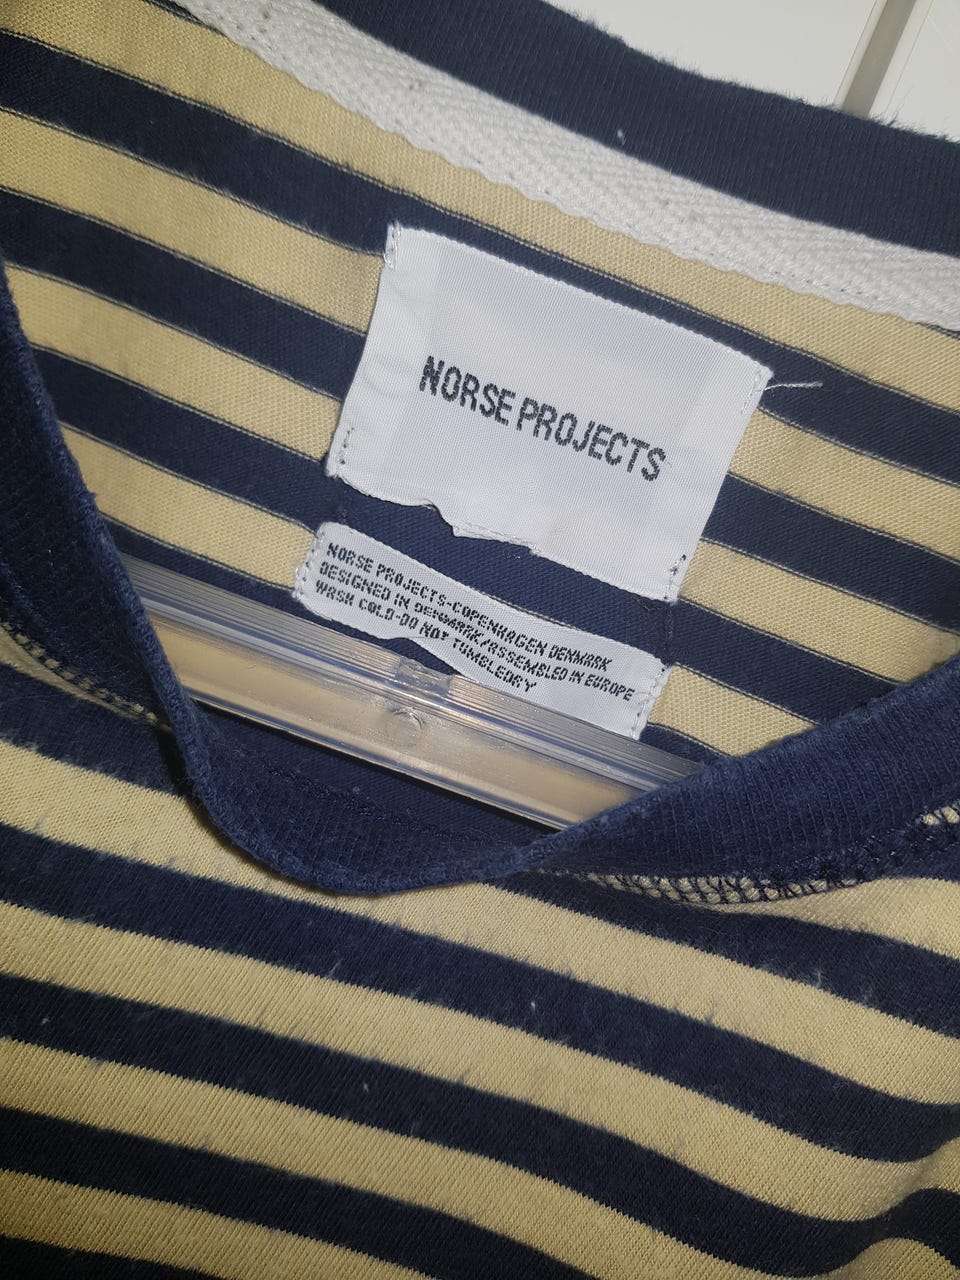 NORSE PROJECTS
NORSE PROJECTS-COPENHAGEN DENMARK
DESIGNED IN DENMARK/ASSEMBLED IN EUROPE
WASH COLD-DO NOT TUMBLEDRY